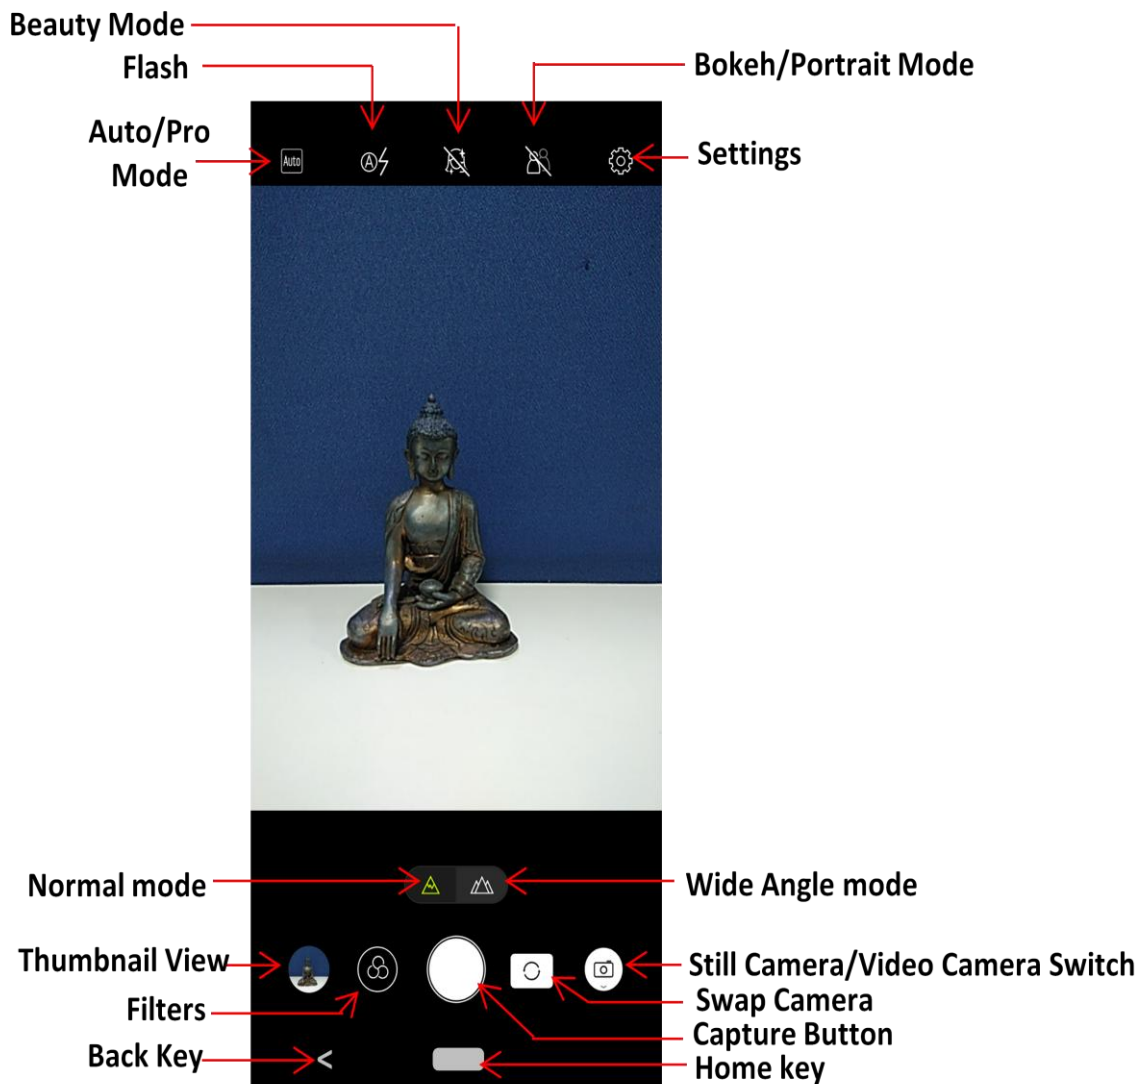 Beauty Mode
Flash
Bokeh/Portrait Mode
Auto/Pro
Mode
Auto
A
Settings
Normal mode
Wide Angle mode
Thumbnail View
Still Camera/Video Camera Switch
Swap Camera
Filters
Capture Button
Back Key
Home key